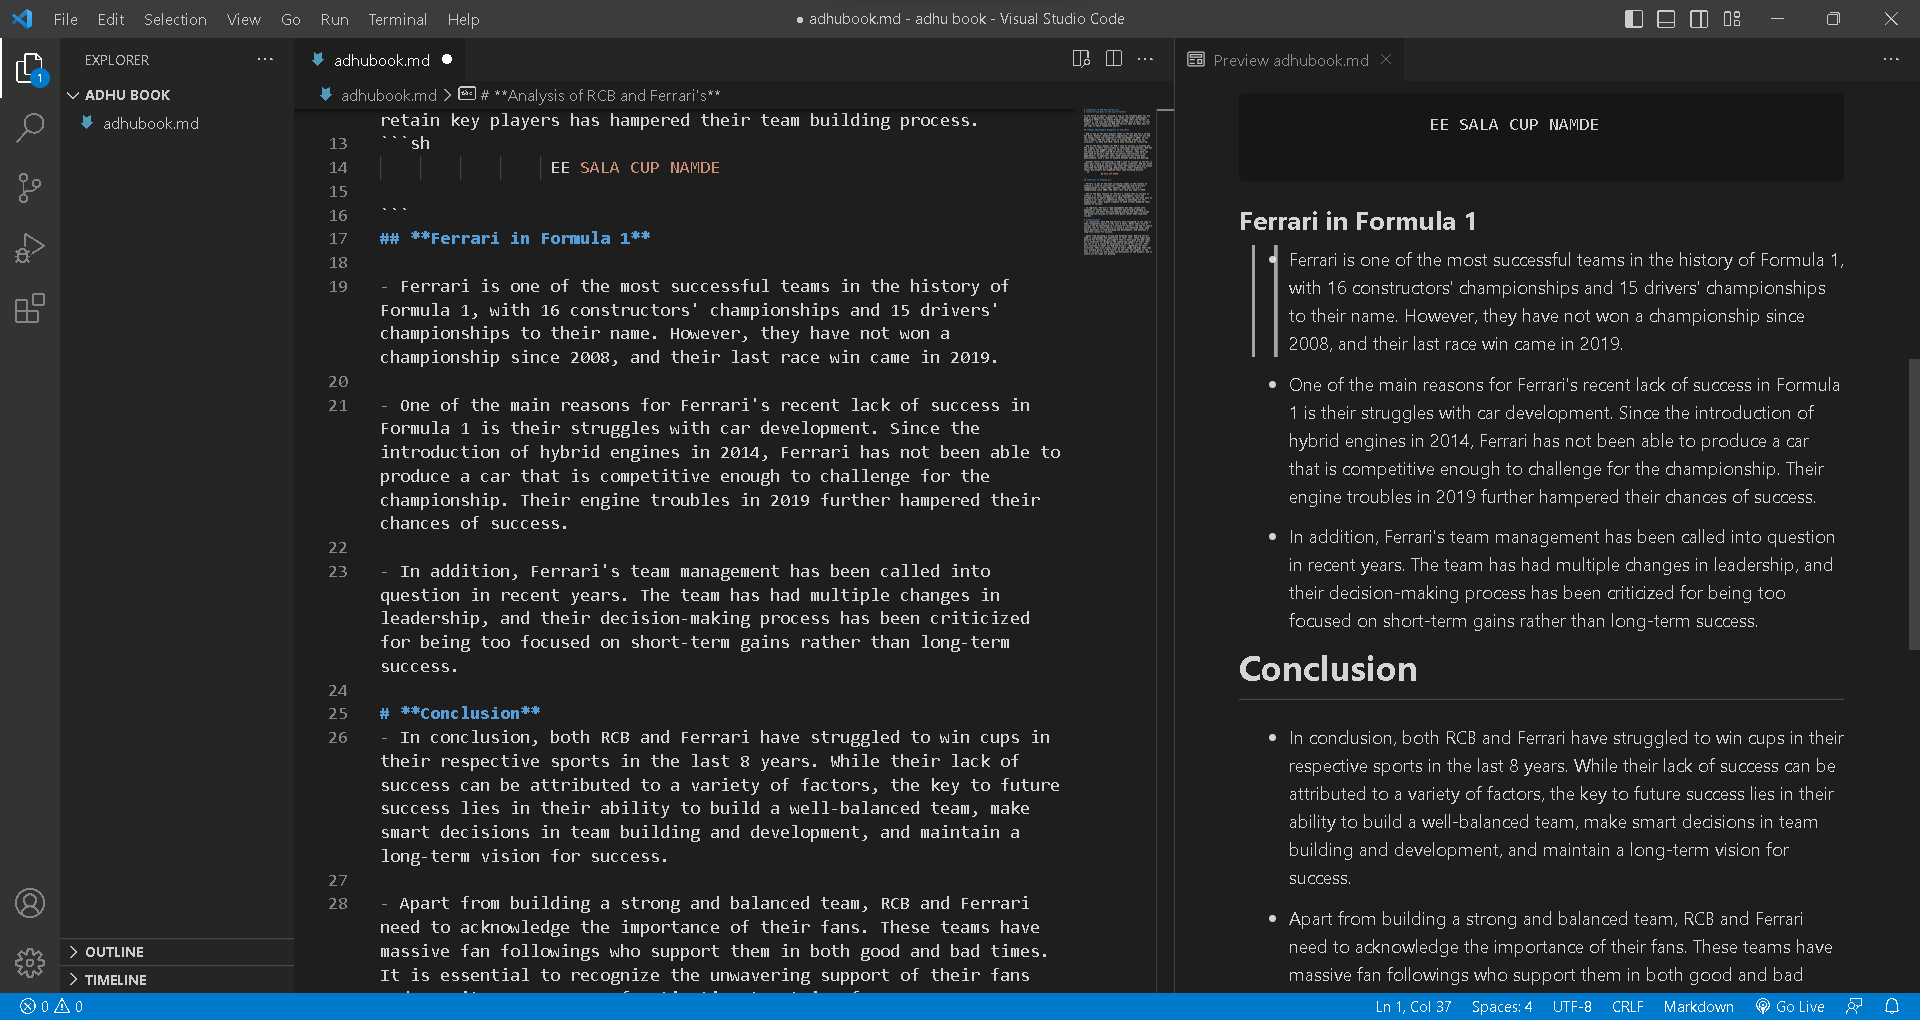 File Edit Selection View Go Run Terminal Help
● adhubook.md - adhu book - Visual Studio Code
EXPLORER
ADHU BOOK
adhubook.md
OUTLINE
TIMELINE
1
adhubook.md
adhubook.md > # **Analysis of RCB and Ferrari's**
retain key players has hampered their team building process.
13 ```sh
14 EE SALA CUP NAMDE
15
16 ```
17 ## **Ferrari in Formula 1**
18
19 - Ferrari is one of the most successful teams in the history of
Formula 1, with 16 constructors' championships and 15 drivers'
championships to their name. However, they have not won a
championship since 2008, and their last race win came in 2019.
20
21 - One of the main reasons for Ferrari's recent lack of success in
Formula 1 is their struggles with car development. Since the
introduction of hybrid engines in 2014, Ferrari has not been able to
produce a car that is competitive enough to challenge for the
championship. Their engine troubles in 2019 further hampered their
chances of success.
22
23 - In addition, Ferrari's team management has been called into
question in recent years. The team has had multiple changes in
leadership, and their decision-making process has been criticized
for being too focused on short-term gains rather than long-term
success.
24
25 # **Conclusion**
26 - In conclusion, both RCB and Ferrari have struggled to win cups in
their respective sports in the last 8 years. While their lack of
success can be attributed to a variety of factors, the key to future
success lies in their ability to build a well-balanced team, make
smart decisions in team building and development, and maintain a
long-term vision for success.
27
28 - Apart from building a strong and balanced team, RCB and Ferrari
need to acknowledge the importance of their fans. These teams have
massive fan followings who support them in both good and bad times.
It is essential to recognize the unwavering support of their fans
Preview adhubook.md
EE SALA CUP NAMDE
Ferrari in Formula 1
• Ferrari is one of the most successful teams in the history of Formula 1,
with 16 constructors' championships and 15 drivers' championships
to their name. However, they have not won a championship since
2008, and their last race win came in 2019.
• One of the main reasons for Ferrari's recent lack of success in Formula
1 is their struggles with car development. Since the introduction of
hybrid engines in 2014, Ferrari has not been able to produce a car
that is competitive enough to challenge for the championship. Their
engine troubles in 2019 further hampered their chances of success.
• In addition, Ferrari's team management has been called into question
in recent years. The team has had multiple changes in leadership, and
their decision-making process has been criticized for being too
focused on short-term gains rather than long-term success.
Conclusion
• In conclusion, both RCB and Ferrari have struggled to win cups in their
respective sports in the last 8 years. While their lack of success can be
attributed to a variety of factors, the key to future success lies in their
ability to build a well-balanced team, make smart decisions in team
building and development, and maintain a long-term vision for
success.
• Apart from building a strong and balanced team, RCB and Ferrari
need to acknowledge the importance of their fans. These teams have
massive fan followings who support them in both good and bad
0 0
Ln 1, Col 37 Spaces: 4 UTF-8 CRLF Markdown Go Live